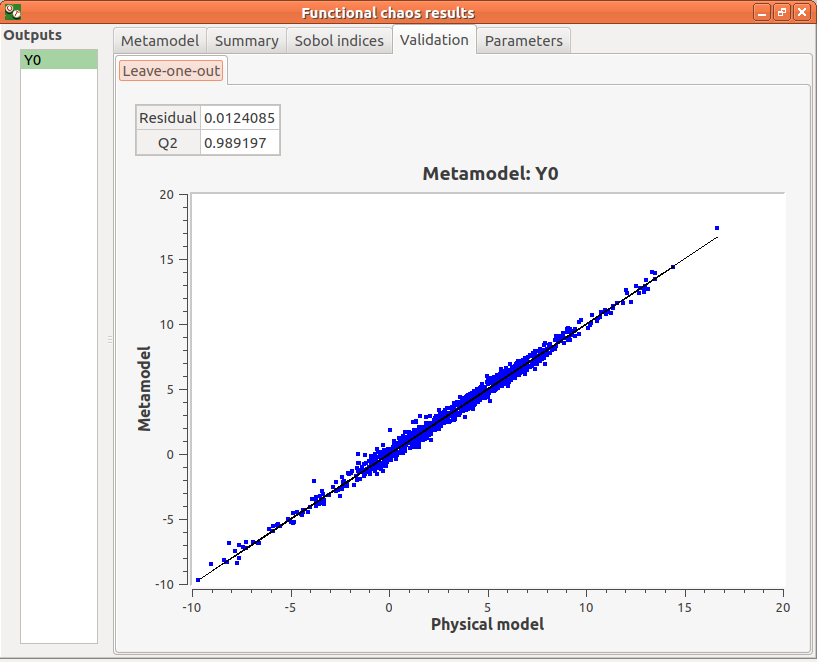 Functional chaos results
Outputs
Y0
Metamodel Summary Sobol indices Validation Parameters
Leave-one-out
Residual 0.0124085
Q2 0.989197
Metamodel: Y0
20
15
10
5
0
-5
-10
Metamodel
-10 -5 0 5 10 15 20
Physical model